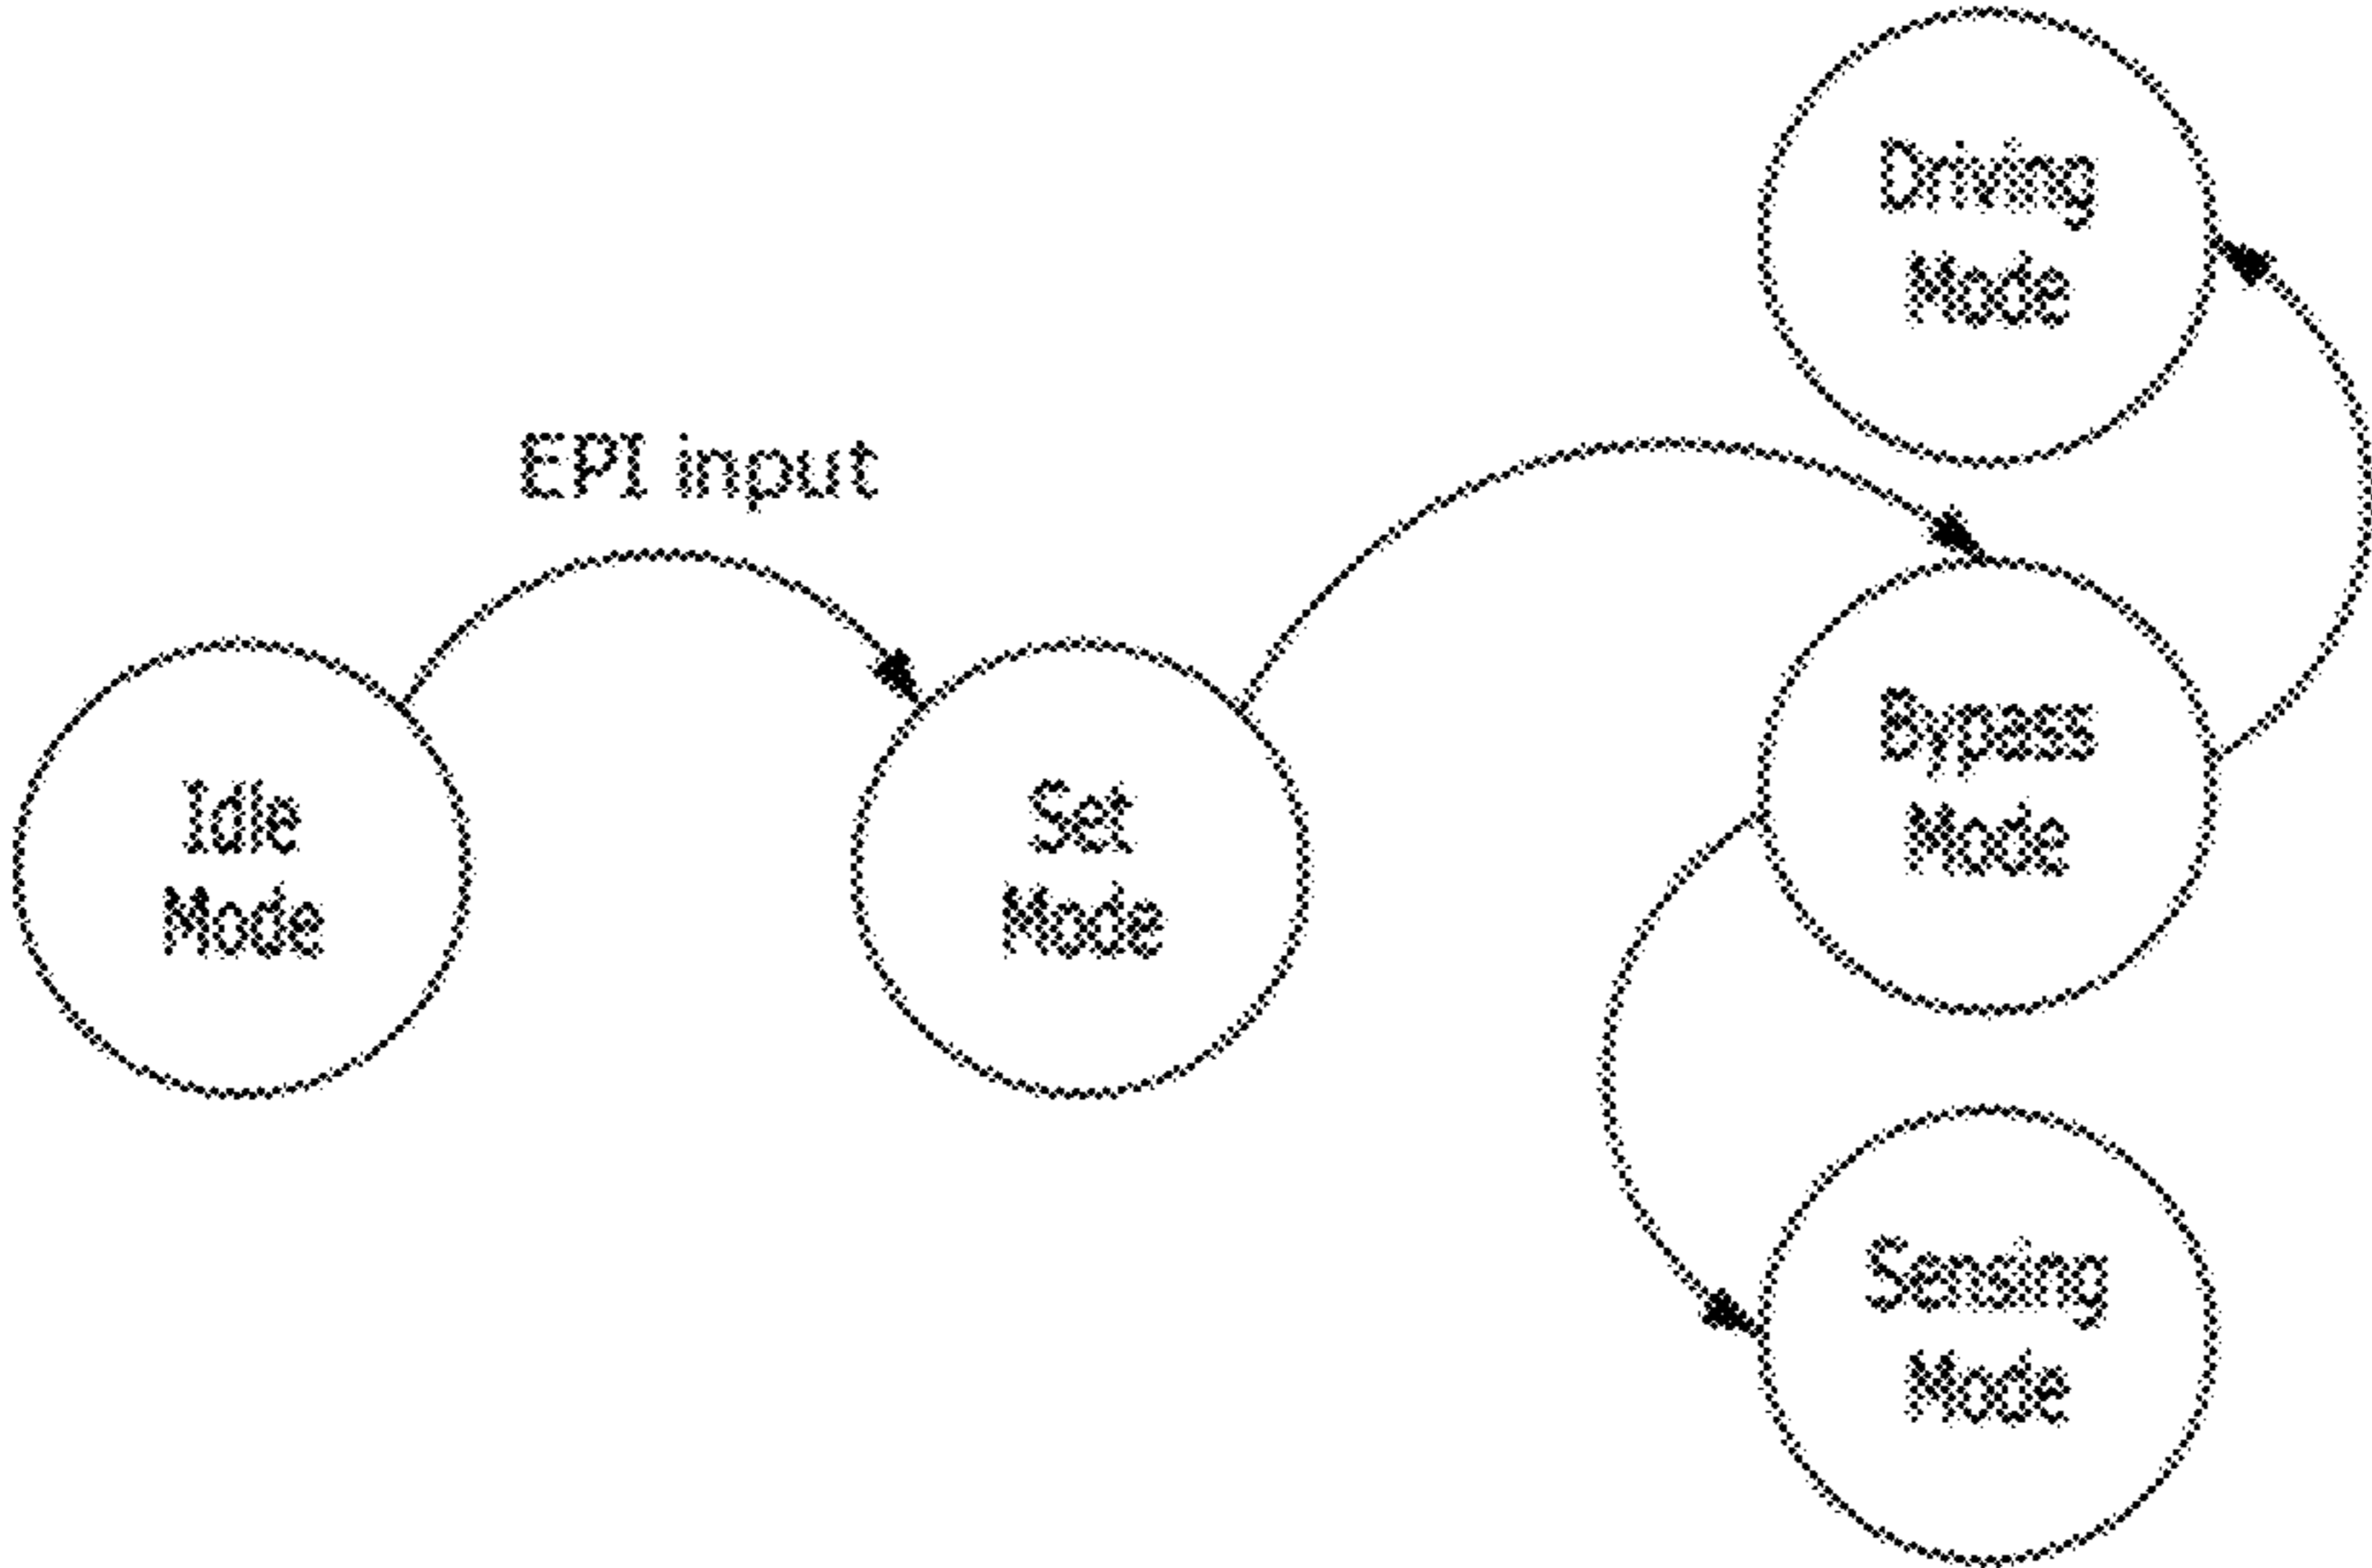 Driving
Mode
EPI input
Idle
Mode
Set
Mode
Bypass
Mode
Sensing
Mode